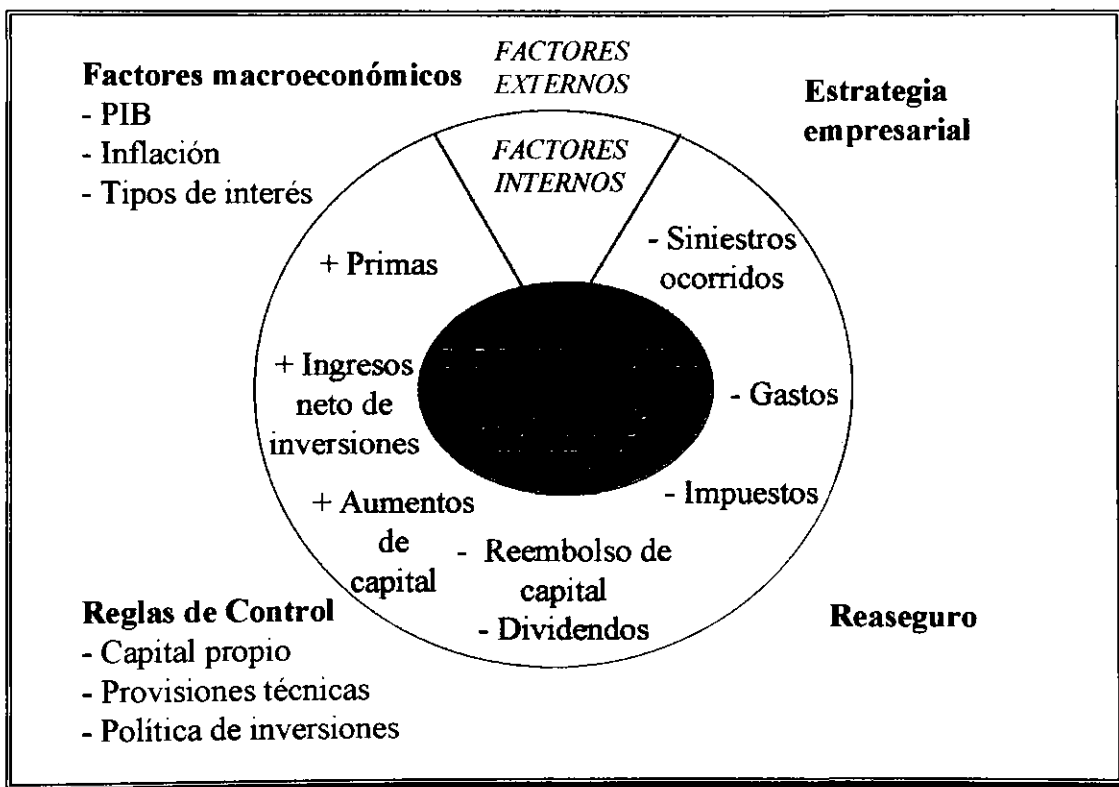 FACTORES
EXTERNOS
Factores macroeconómicos
- PIB
- Inflación
- Tipos de interés
Estrategia
empresarial
FACTORES
INTERNOS
+ Primas
+ Ingresos
neto de
inversiones
+ Aumentos
de
capital
- Siniestros
ocorridos
- Gastos
- Impuestos
- Reembolso de
capital
- Dividendos
Reglas de Control
- Capital propio
- Provisiones técnicas
- Política de inversiones
Reaseguro